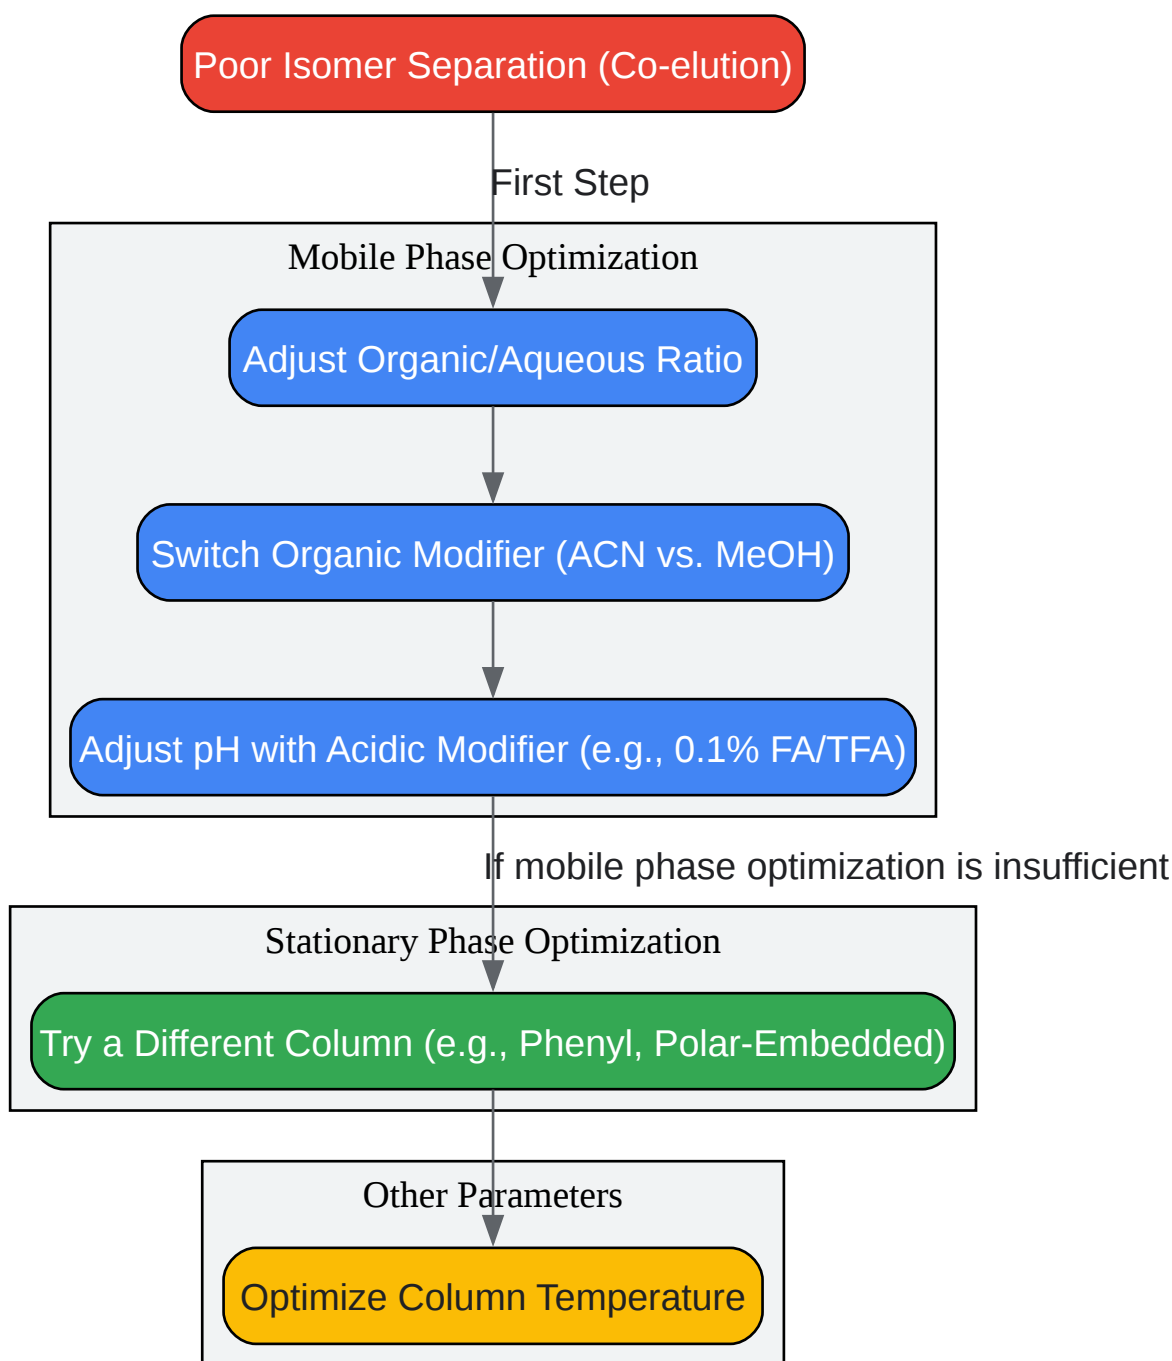 Poor Isomer Separation (Co-elution)
First Step
Mobile Phase Optimization
Adjust Organic/Aqueous Ratio
Switch Organic Modifier (ACN vs. MeOH)
Adjust pH with Acidic Modifier (e.g., 0.1% FA/TFA)
If mobile phase optimization is insufficient
Stationary Phase Optimization
Try a Different Column (e.g., Phenyl, Polar-Embedded)
Other Parameters
Optimize Column Temperature